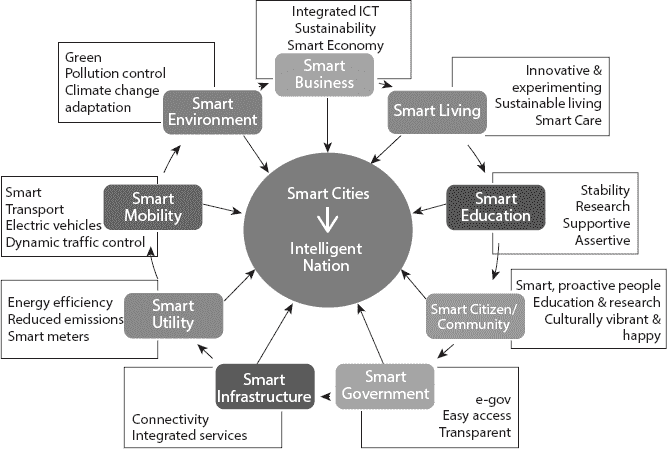 Integrated ICT
Sustainability
Smart Economy
Smart
Business
Innovative &
experimenting
Sustainable living
Smart Care
Smart Living
Stability
Research
Supportive
Assertive
Smart
Education
Smart, proactive people
Education & research
Culturally vibrant &
happy
Smart Citizen/
Community
e-gov
Easy access
Transparent
Smart
Government
Connectivity
Integrated services
Smart
Infrastructure
Energy efficiency
Reduced emissions
Smart meters
Smart
Utility
Smart
Transport
Electric vehicles
Dynamic traffic control
Smart
Mobility
Green
Pollution control
Climate change
adaptation
Smart
Environment
Smart Cities
Intelligent
Nation